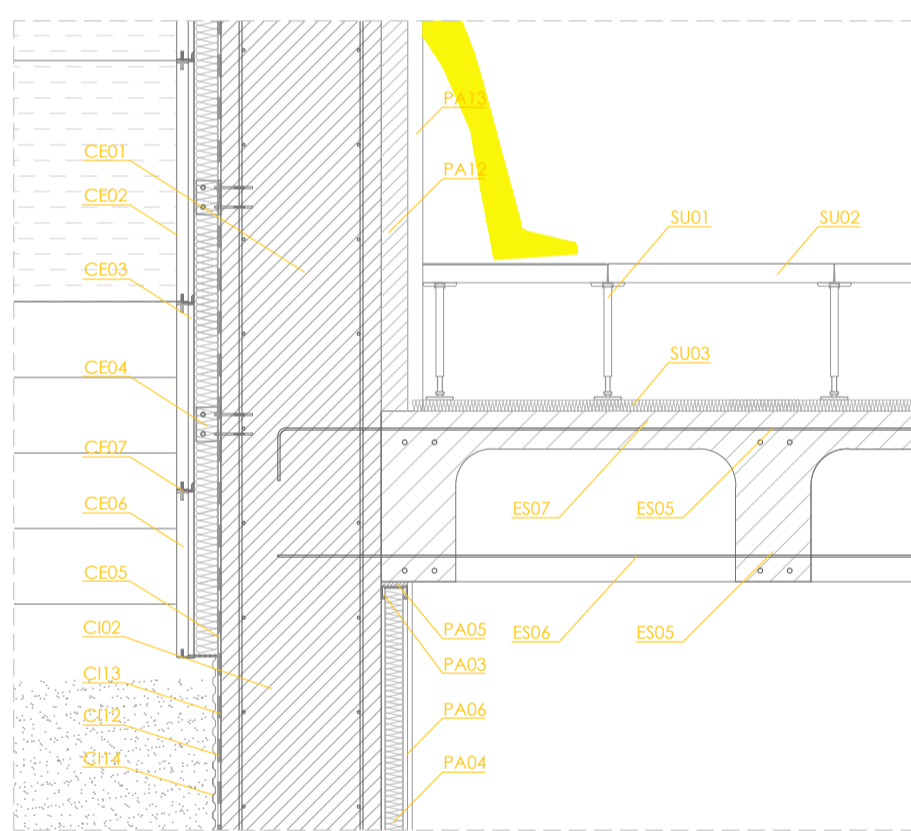 PA13
CE01
PA12
CE02
SU01
SU02
CE03
SU03
CE04
CE07
CE06
ES07
ES05
CE05
CI02
PA05
ES06
ES05
PA03
CI13
PA06
CI12
CI14
PA04